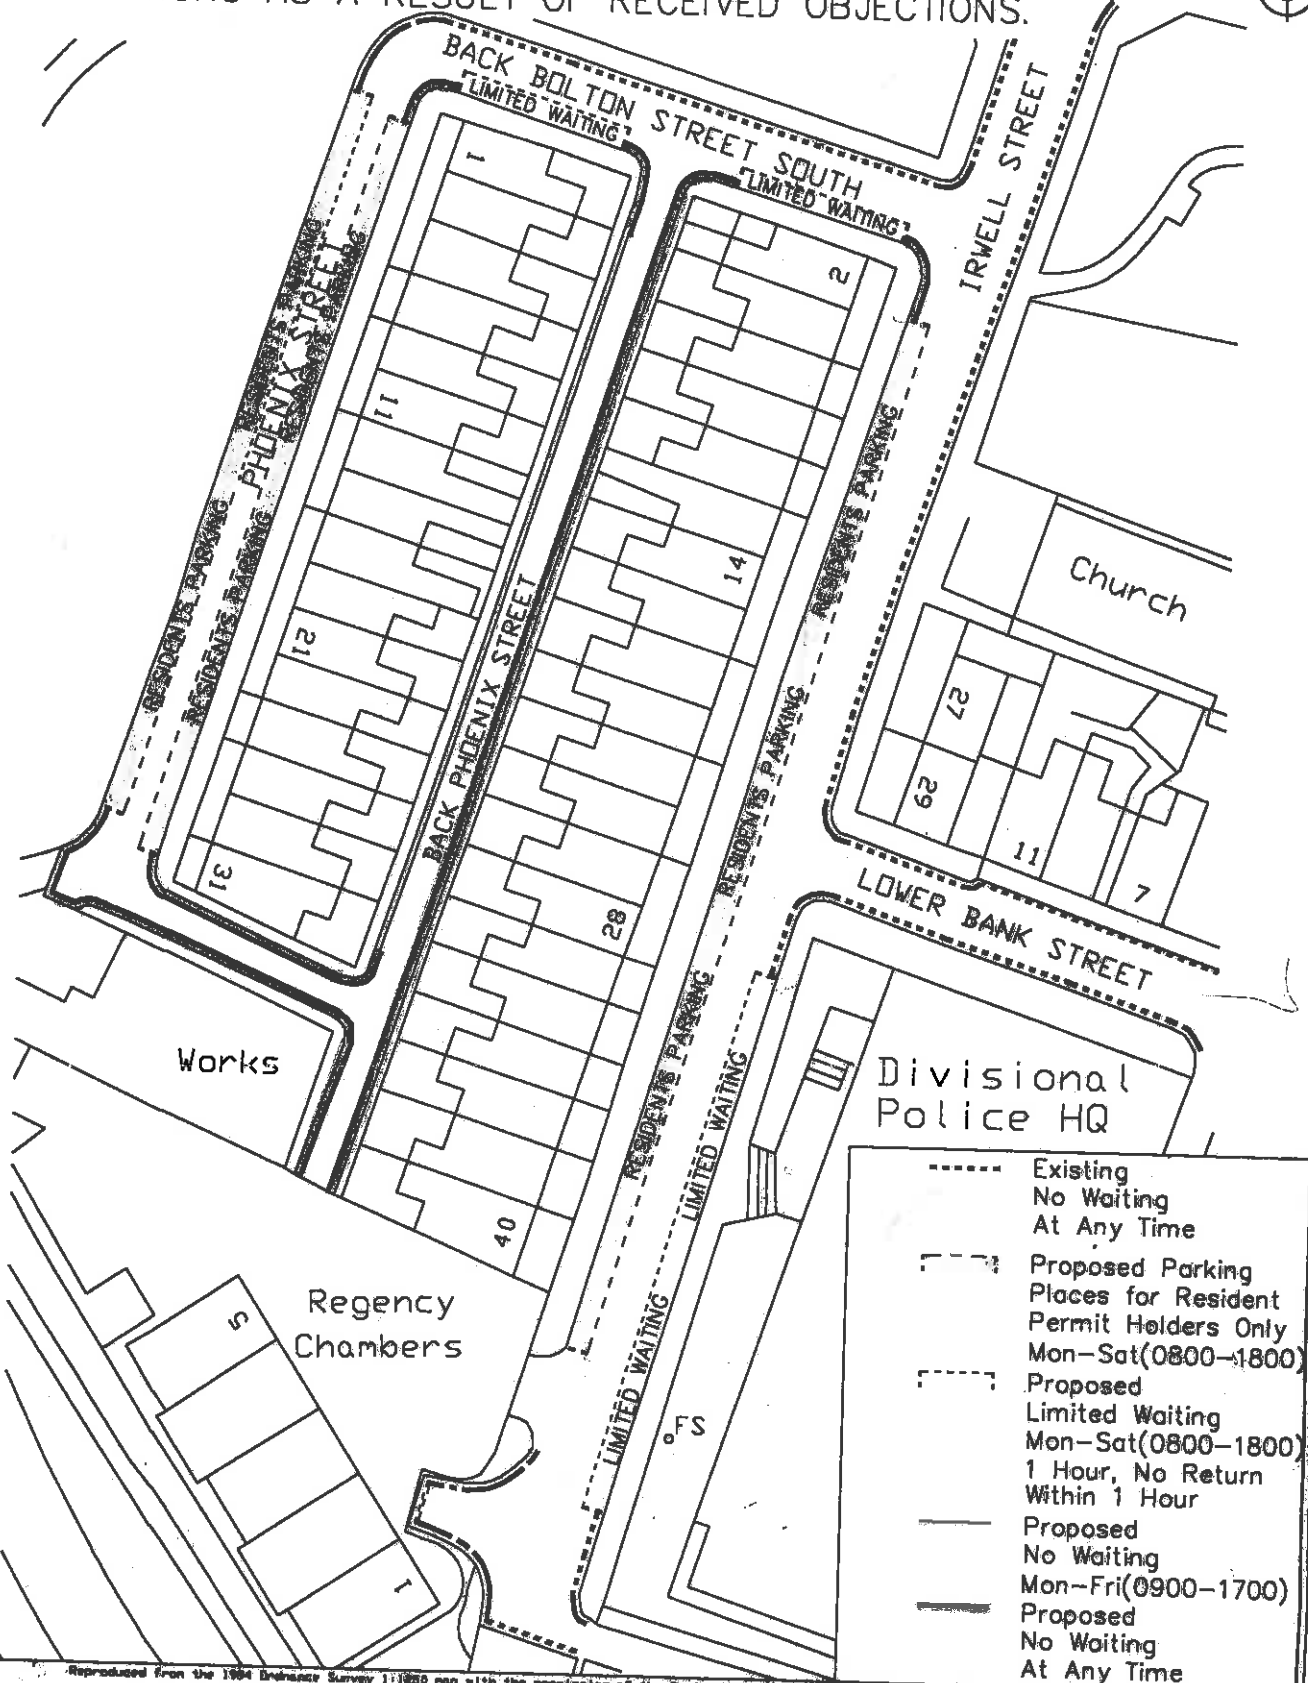 AS A RESULT OF RECEIVED OBJECTIONS.
BACK BOLTON STREET SOUTH
LIMITED WAITING
LIMITED WAITING
IRWELL STREET
1
2
RESIDENTS PARKING
PHOENIX STREET
RESIDENTS PARKING
11
RESIDENTS PARKING
RESIDENTS PARKING
RESIDENTS PARKING
14
Church
BACK PHOENIX STREET
21
27
RESIDENTS PARKING
29
11
7
31
28
LOWER BANK STREET
RESIDENTS PARKING
LIMITED WAITING
Works
Divisional
Police HQ
40
Regency
Chambers
5
LIMITED WAITING
FS
1
Existing
No Waiting
At Any Time
Proposed Parking
Places for Resident
Permit Holders Only
Mon-Sat(0800-1800)
Proposed
Limited Waiting
Mon-Sat(0800-1800)
1 Hour, No Return
Within 1 Hour
Proposed
No Waiting
Mon-Fri(0900-1700)
Proposed
No Waiting
At Any Time
Reproduced from the 1984 Ordnance Survey 1:1250 map with the